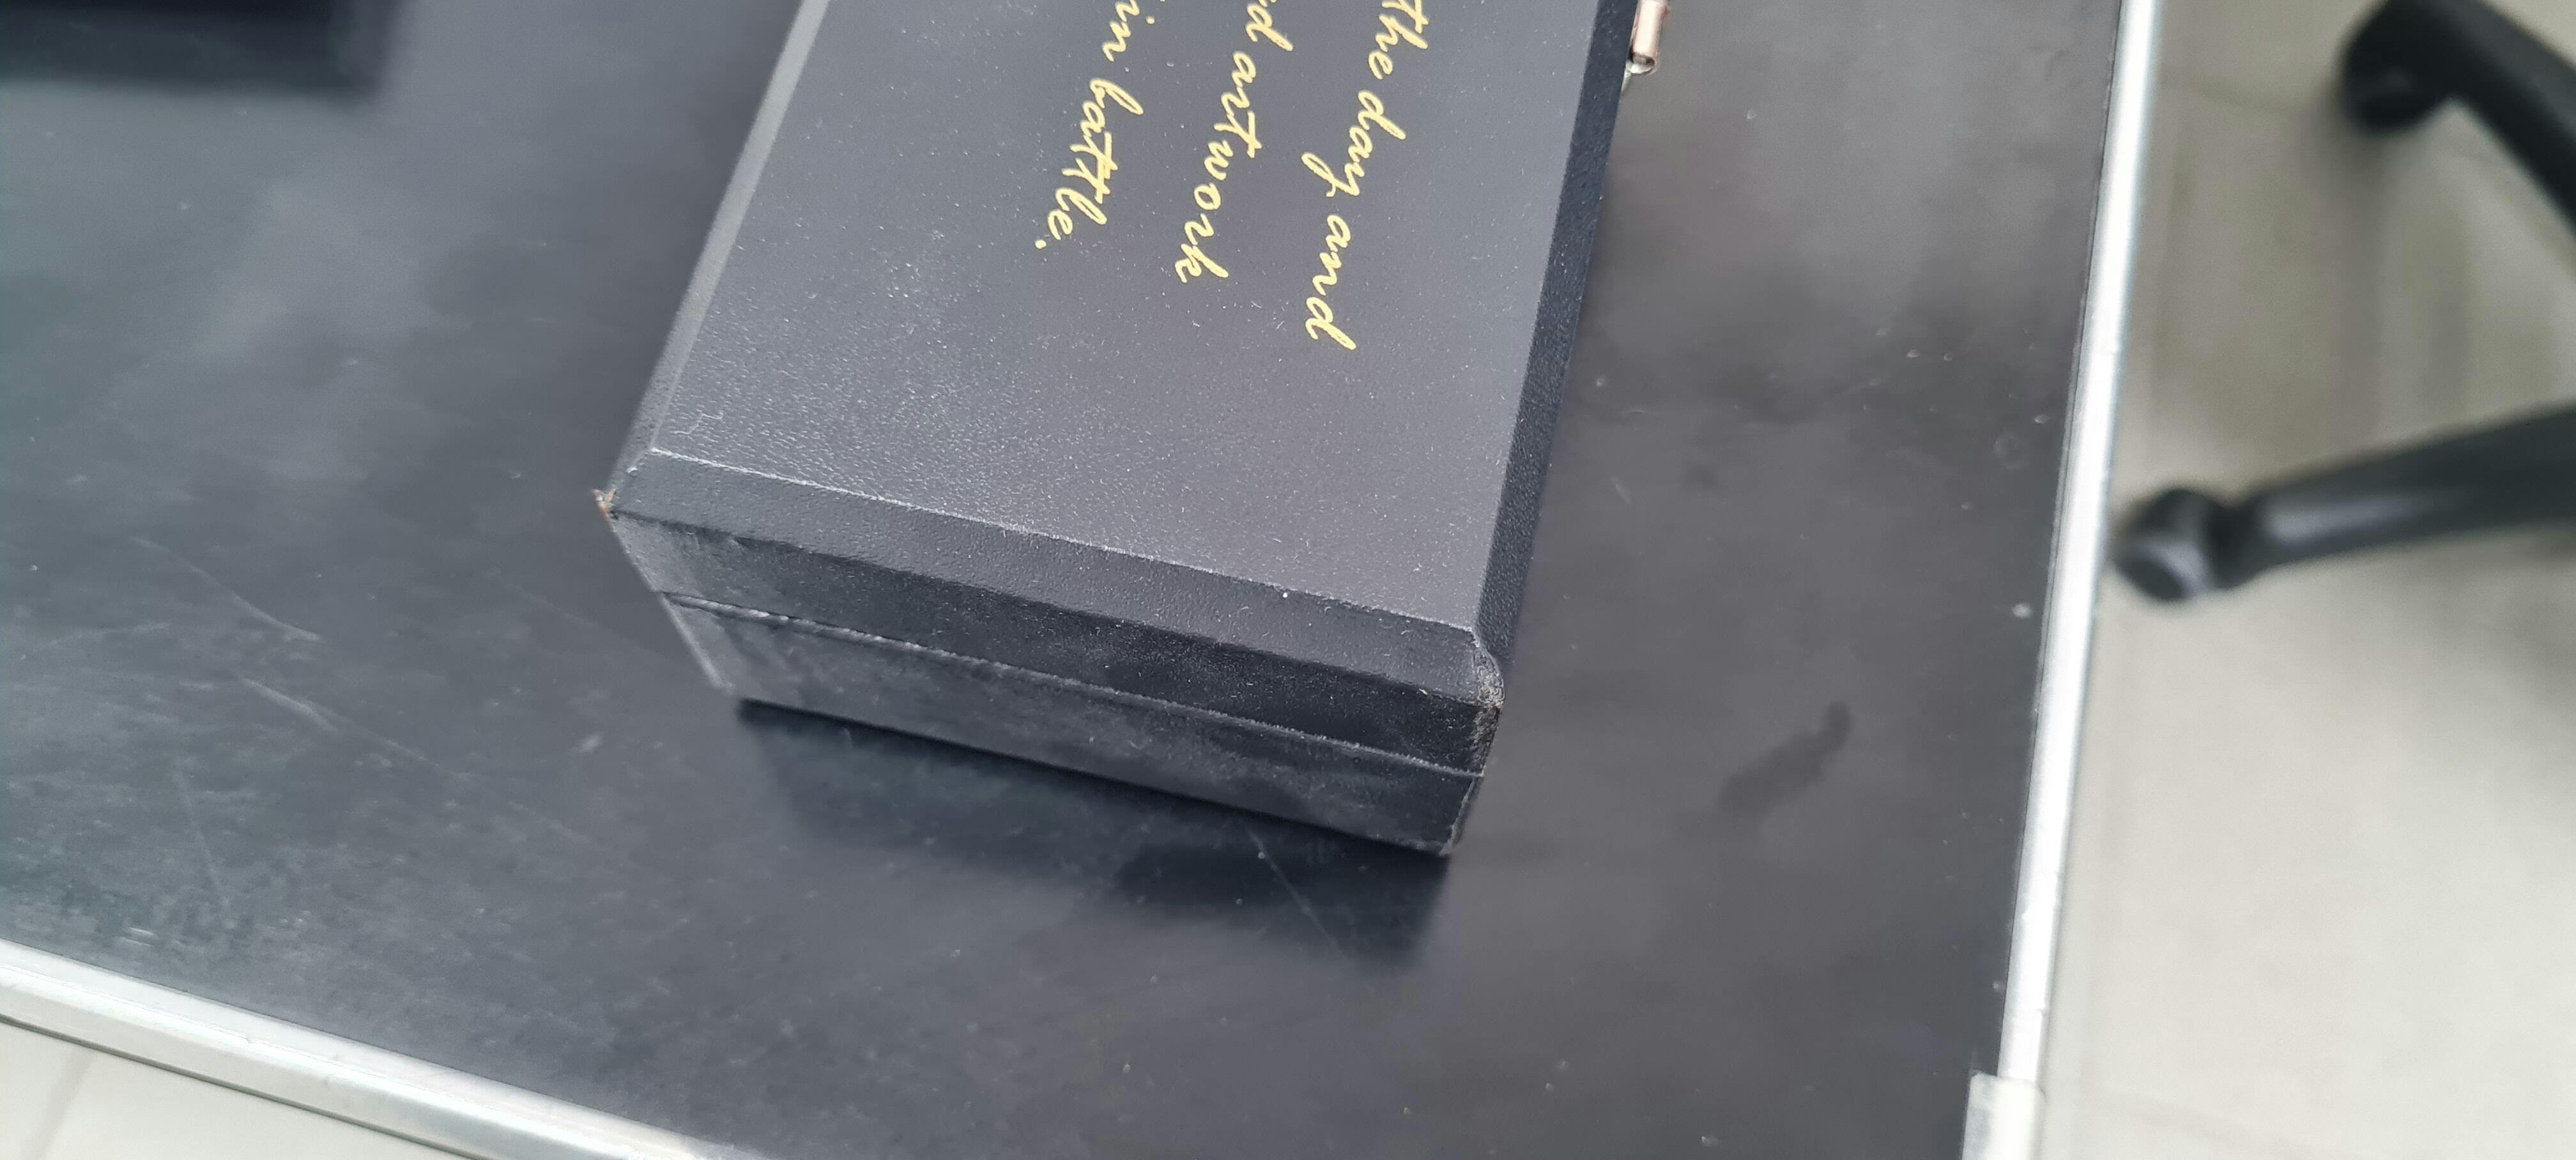 the day and
d artwork
in battle.